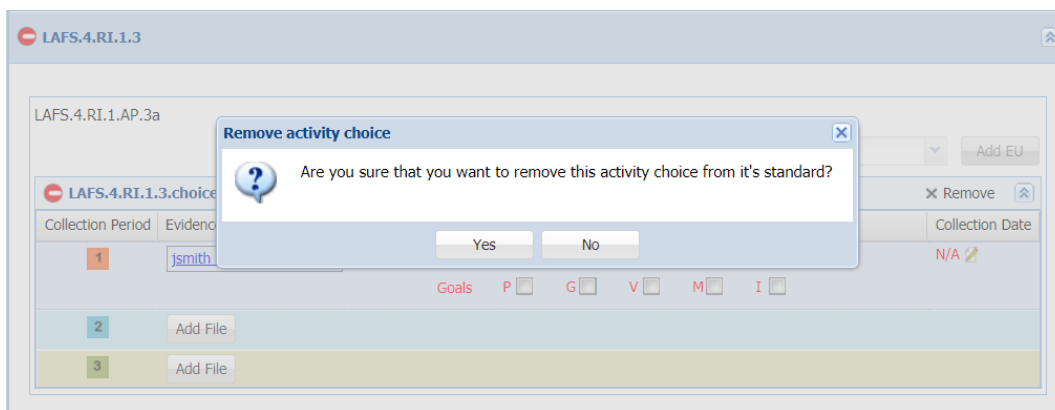 LAFS.4.RI.1.3
LAFS.4.RI.1.AP.3a
Remove activity choice
Are you sure that you want to remove this activity choice from it's standard?
Yes No
Add EU
LAFS.4.RI.1.3.choice
Remove
Collection Period Evidenc Collection Date
1 jsmith N/A
Goals P G V M I
2 Add File
3 Add File